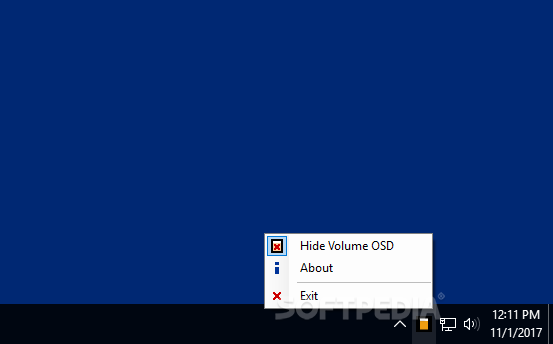 Hide Volume OSD
About
Exit
SOFTPEDIA®
12:11 PM
11/1/2017